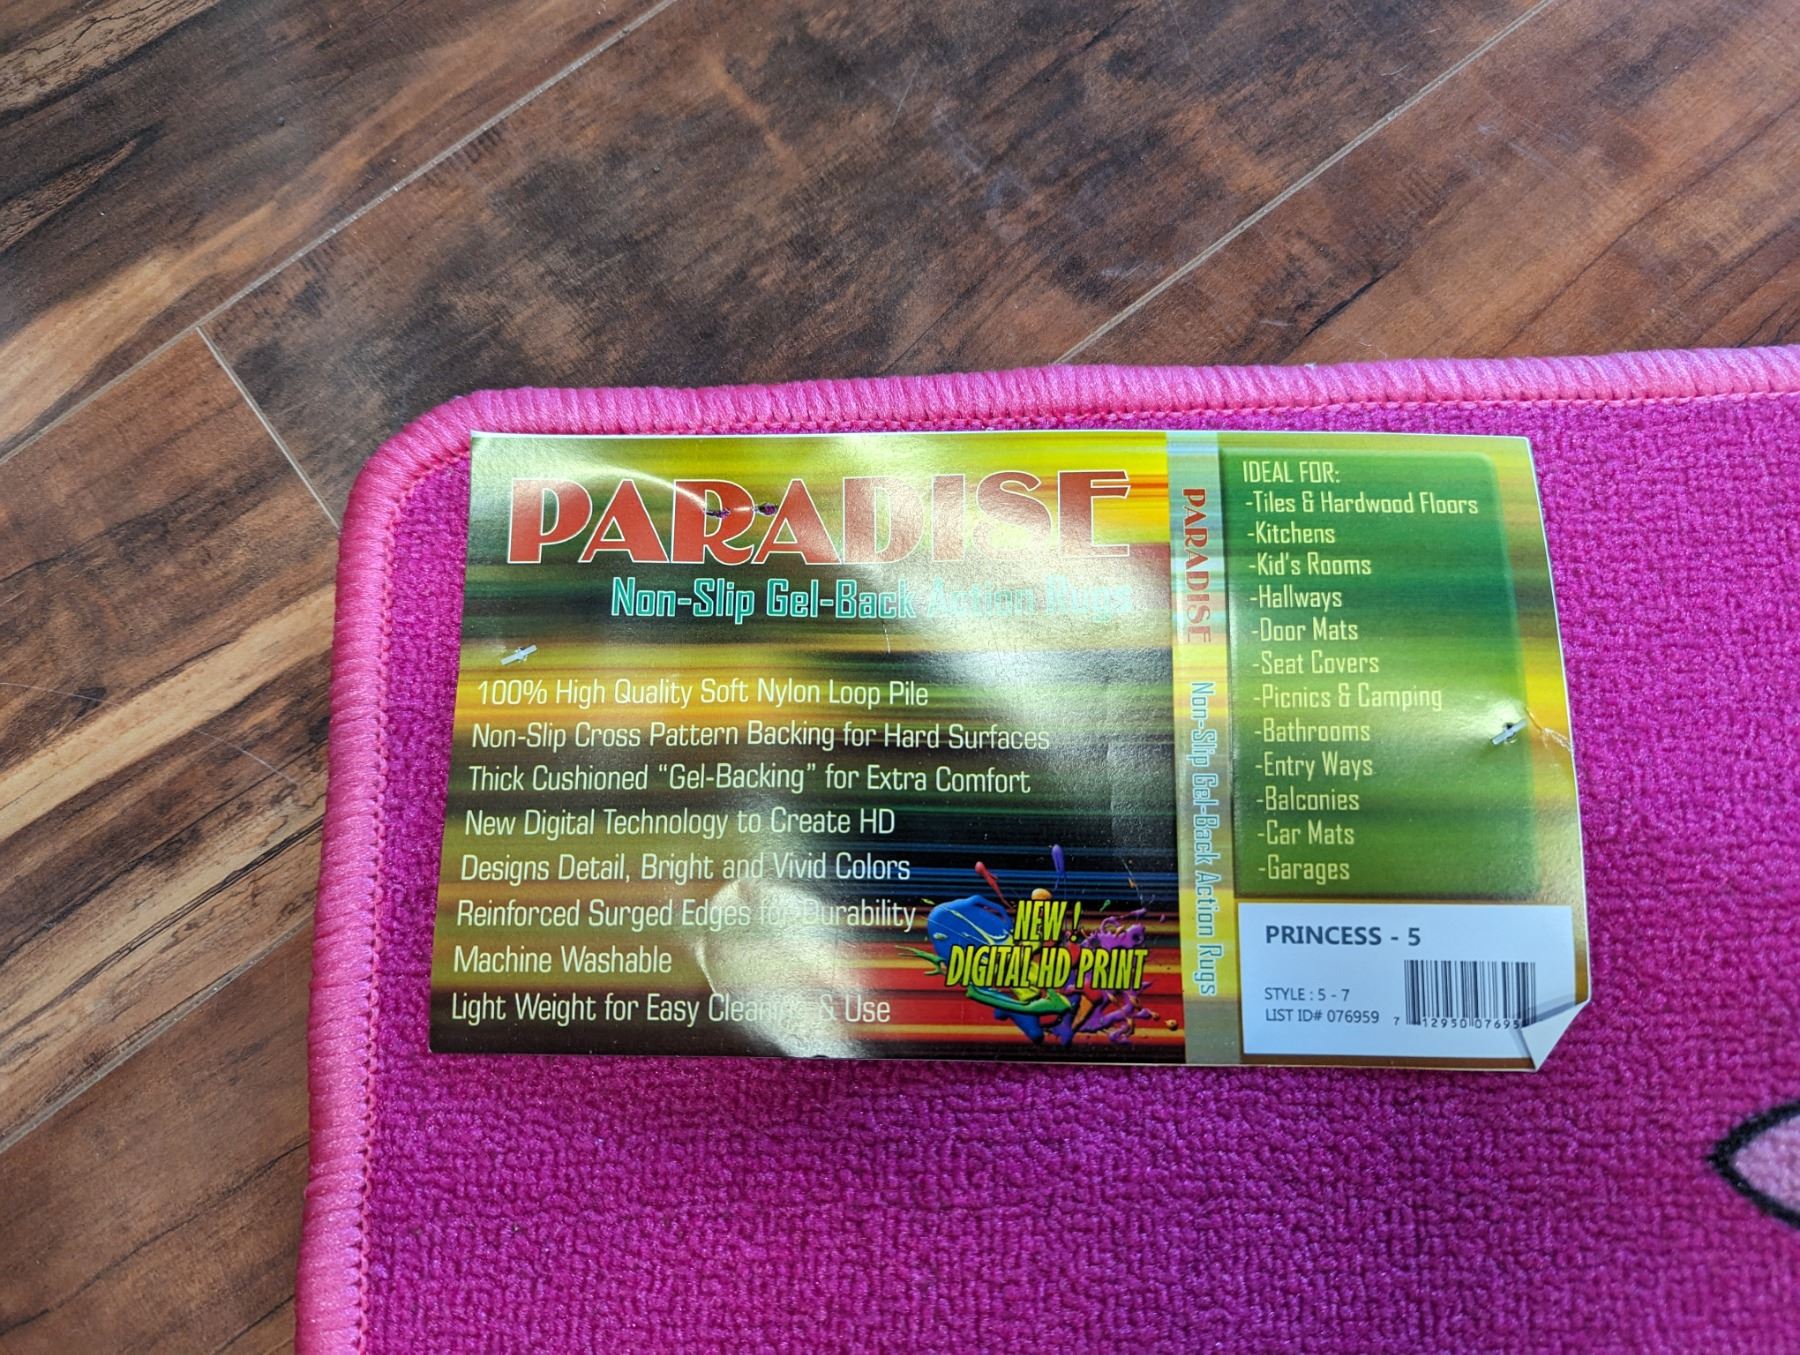 PARADISE
Non-Slip Gel-Back Action Rugs
100% High Quality Soft Nylon Loop Pile
Non-Slip Cross Pattern Backing for Hard Surfaces
Thick Cushioned “Gel-Backing” for Extra Comfort
New Digital Technology to Create HD
Designs Detail, Bright and Vivid Colors
Reinforced Surged Edges for Durability
Machine Washable
Light Weight for Easy Cleaning & Use
NEW!
DIGITAL HD PRINT
PARADISE Non-Slip Gel-Back Action Rugs
IDEAL FOR:
-Tiles & Hardwood Floors
-Kitchens
-Kid's Rooms
-Hallways
-Door Mats
-Seat Covers
-Picnics & Camping
-Bathrooms
-Entry Ways
-Balconies
-Car Mats
-Garages
PRINCESS - 5
STYLE : 5 - 7
LIST ID# 076959
7 12950 07695